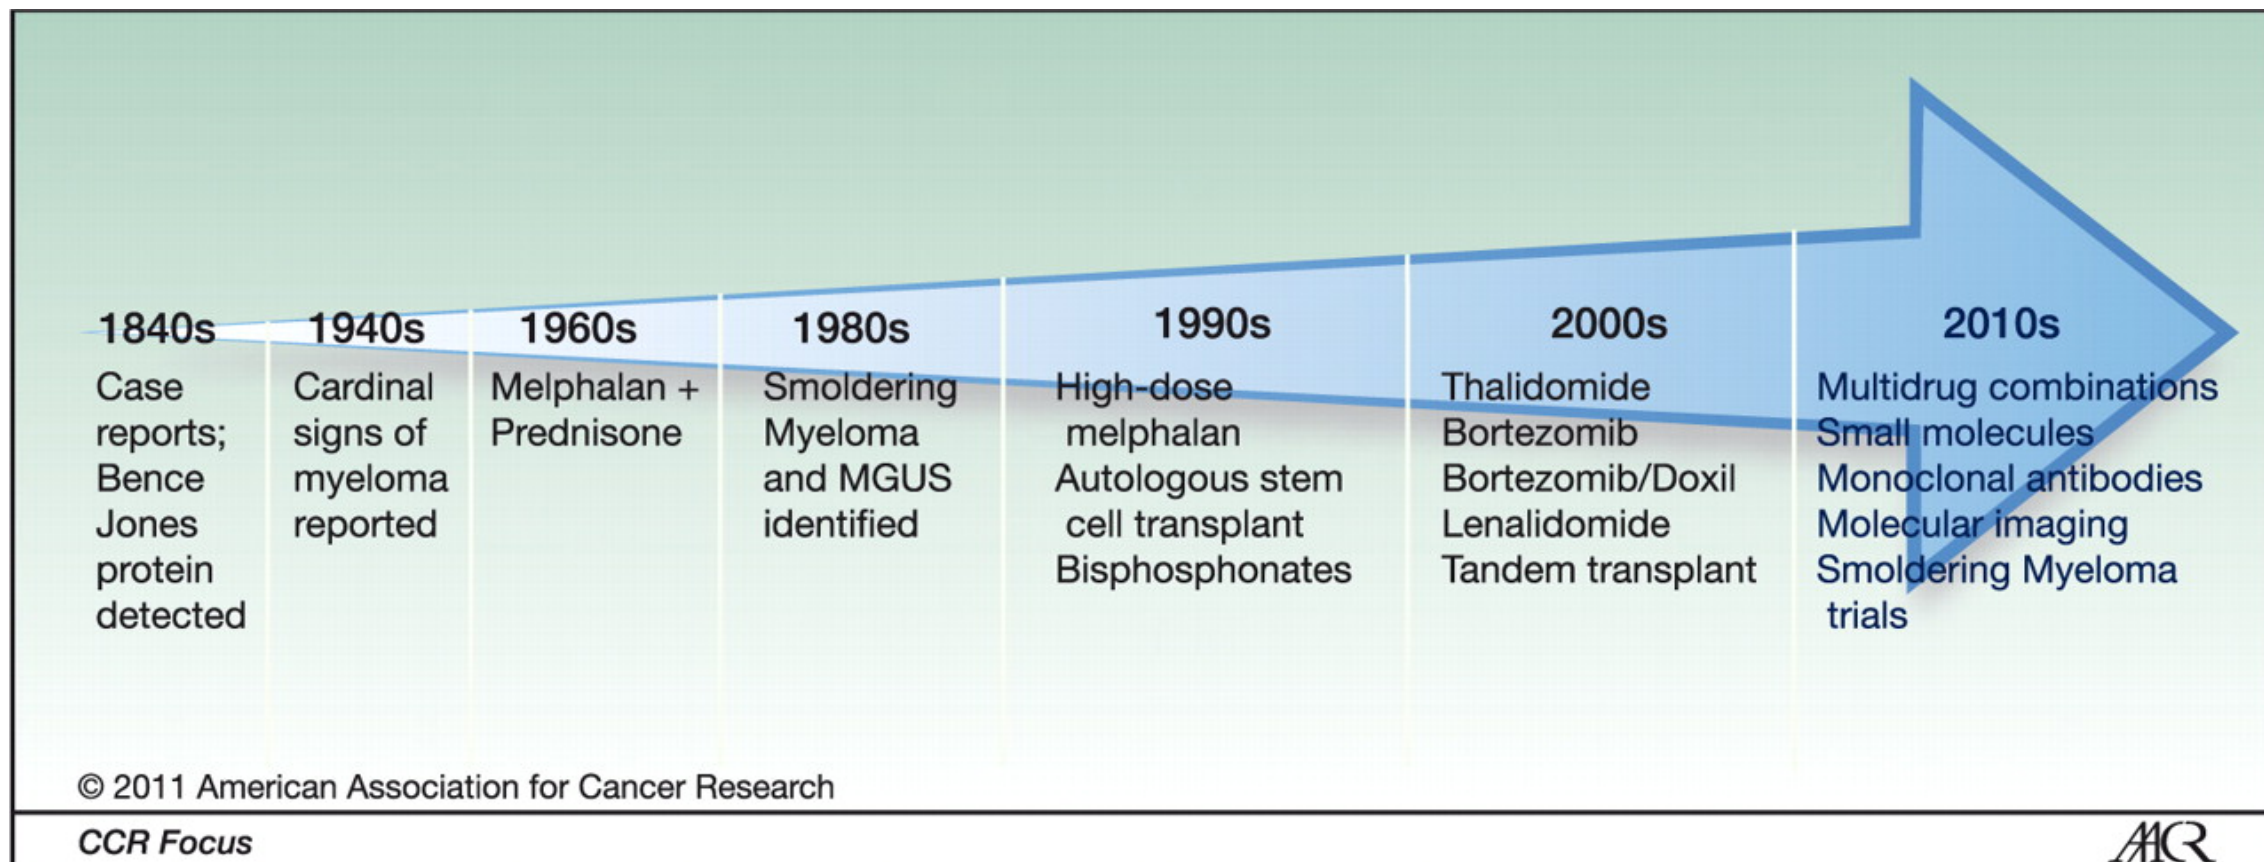 1840s
Case
reports;
Bence
Jones
protein
detected
1940s
Cardinal
signs of
myeloma
reported
1960s
Melphalan +
Prednisone
1980s
Smoldering
Myeloma
and MGUS
identified
1990s
High-dose
melphalan
Autologous stem
cell transplant
Bisphosphonates
2000s
Thalidomide
Bortezomib
Bortezomib/Doxil
Lenalidomide
Tandem transplant
2010s
Multidrug combinations
Small molecules
Monoclonal antibodies
Molecular imaging
Smoldering Myeloma
trials
© 2011 American Association for Cancer Research
CCR Focus
AACR